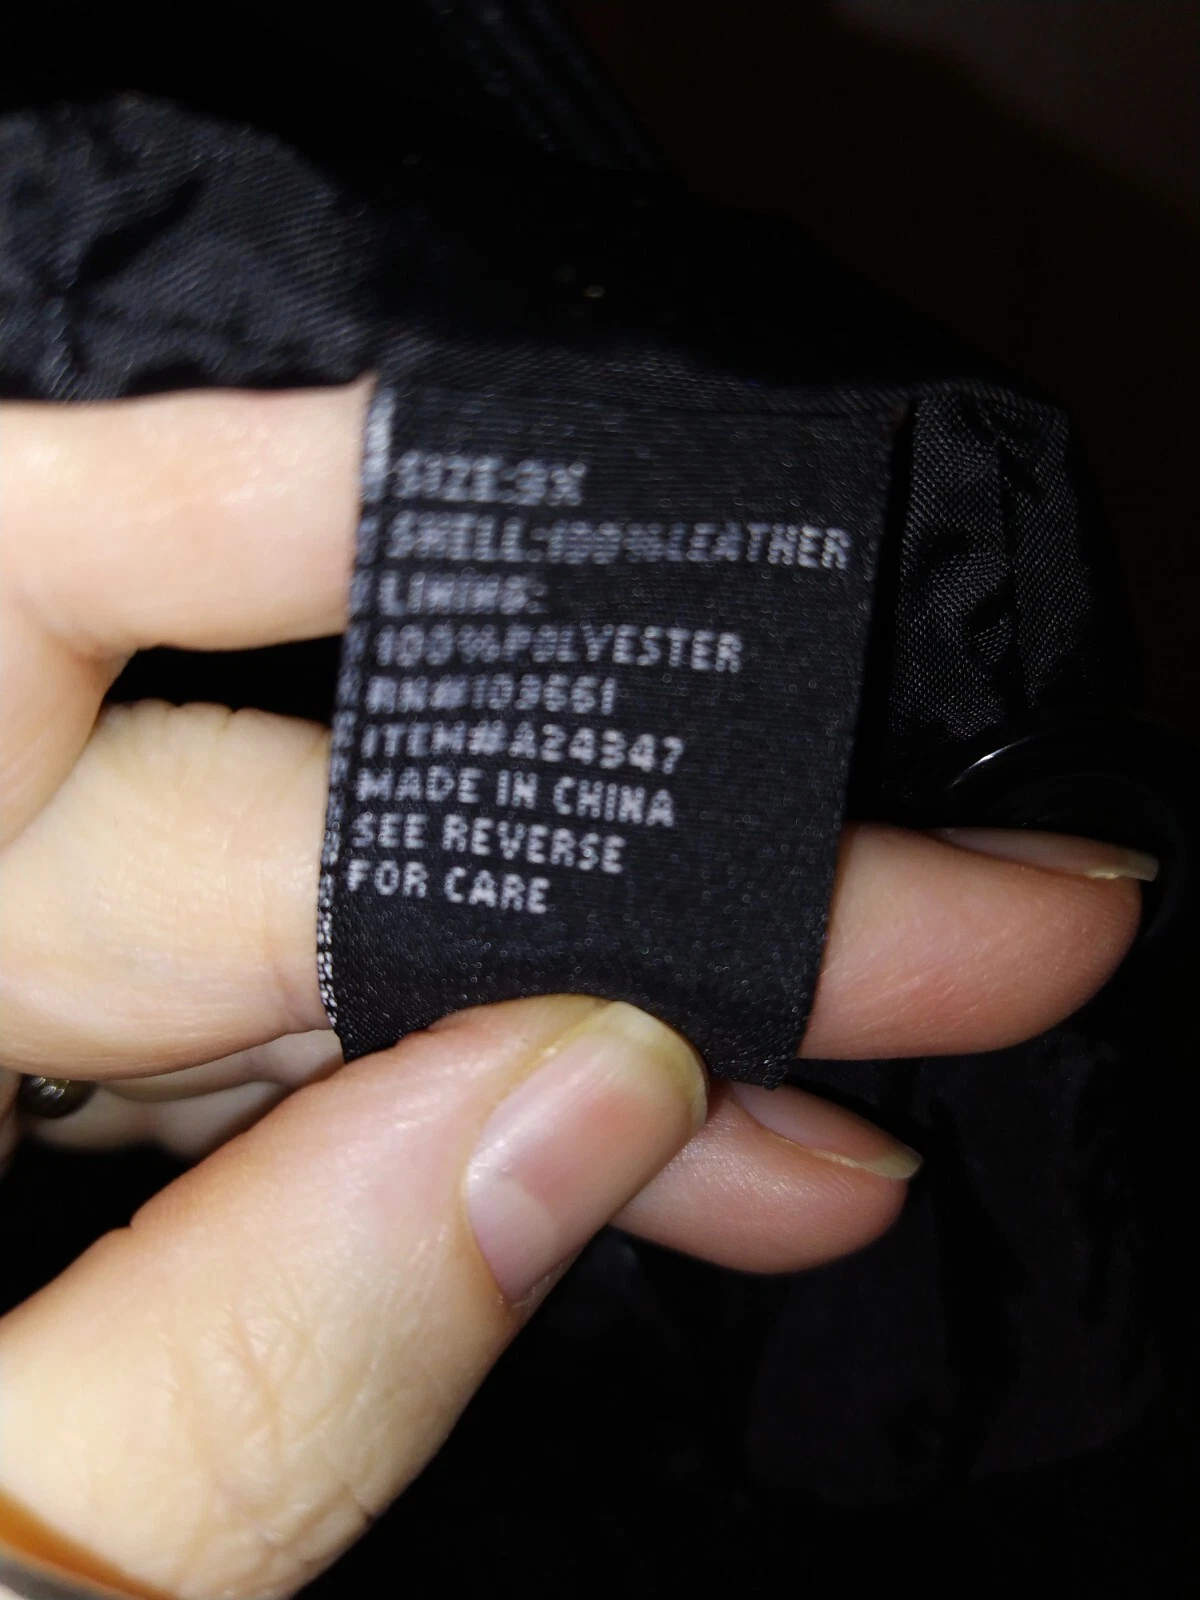 SIZE:3X
SHELL:100%LEATHER
LINING:
100%POLYESTER
RN#103661
ITEM#A24347
MADE IN CHINA
SEE REVERSE
FOR CARE